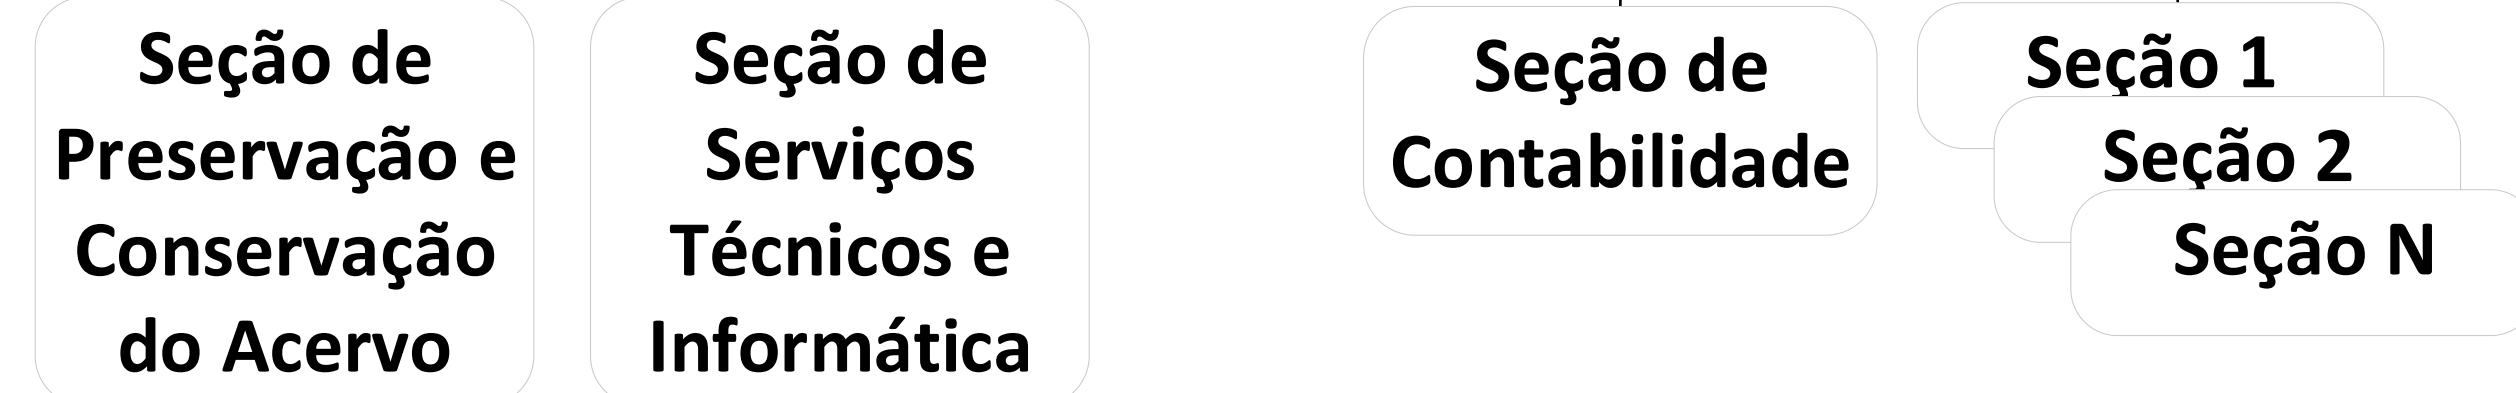 Seção de
Preservação e
Conservação
do Acervo
Seção de
Serviços
Técnicos e
Informática
Seção de
Contabilidade
Seção 1
Seção 2
Seção N